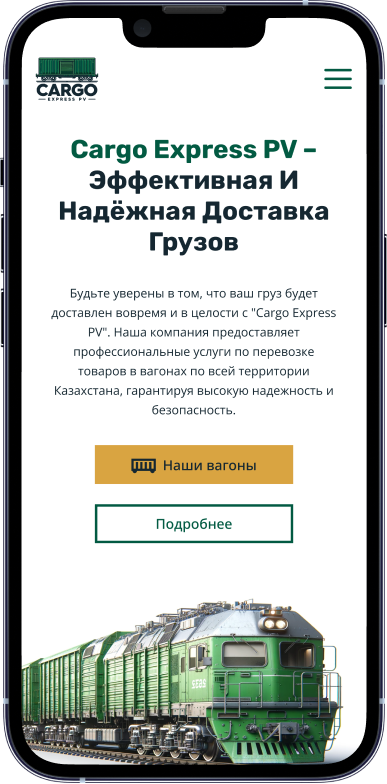 CARGO
EXPRESS PV
Cargo Express PV –
Эффективная И
Надёжная Доставка
Грузов
Будьте уверены в том, что ваш груз будет
доставлен вовремя и в целости с "Cargo Express
PV". Наша компания предоставляет
профессиональные услуги по перевозке
товаров в вагонах по всей территории
Казахстана, гарантируя высокую надежность и
безопасность.
Наши вагоны
Подробнее